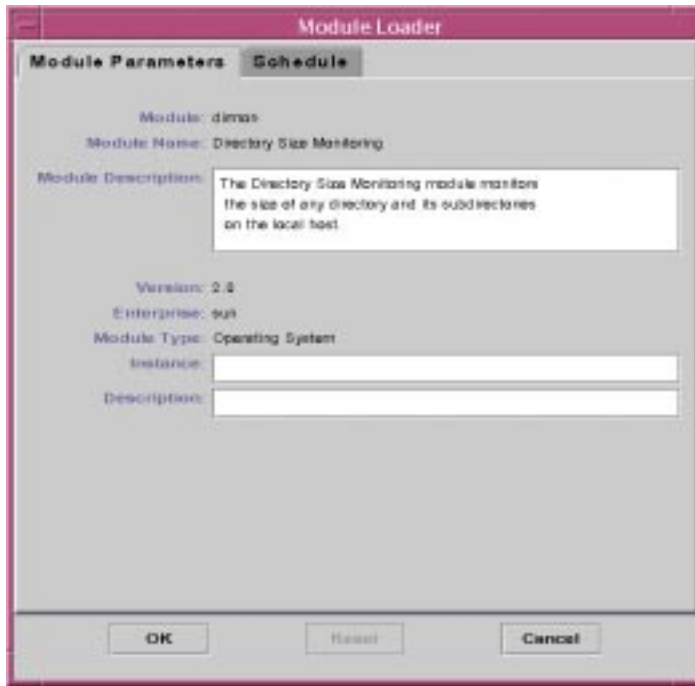 Module Loader
Module Parameters Schedule
Module: dirmon
Module Name: Directory Size Monitoring
Module Description: The Directory Size Monitoring module monitors
the size of any directory and its subdirectories
on the local host
Version: 2.0
Enterprise: sun
Module Type: Operating System
Instance:
Description:
OK Reset Cancel